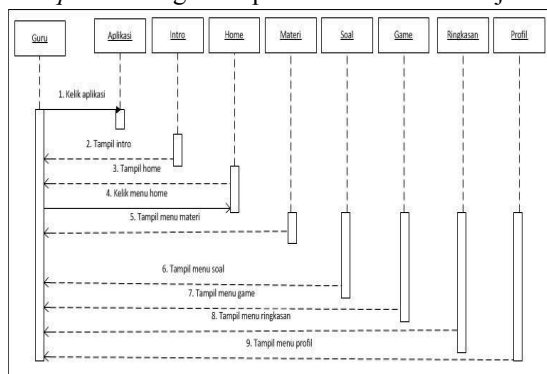 Guru
Aplikasi
Intro
Home
Materi
Soal
Game
Ringkasan
Profil
1. Kelik aplikasi
2. Tampil intro
3. Tampil home
4. Kelik menu home
5. Tampil menu materi
6. Tampil menu soal
7. Tampil menu game
8. Tampil menu ringkasan
9. Tampil menu profil